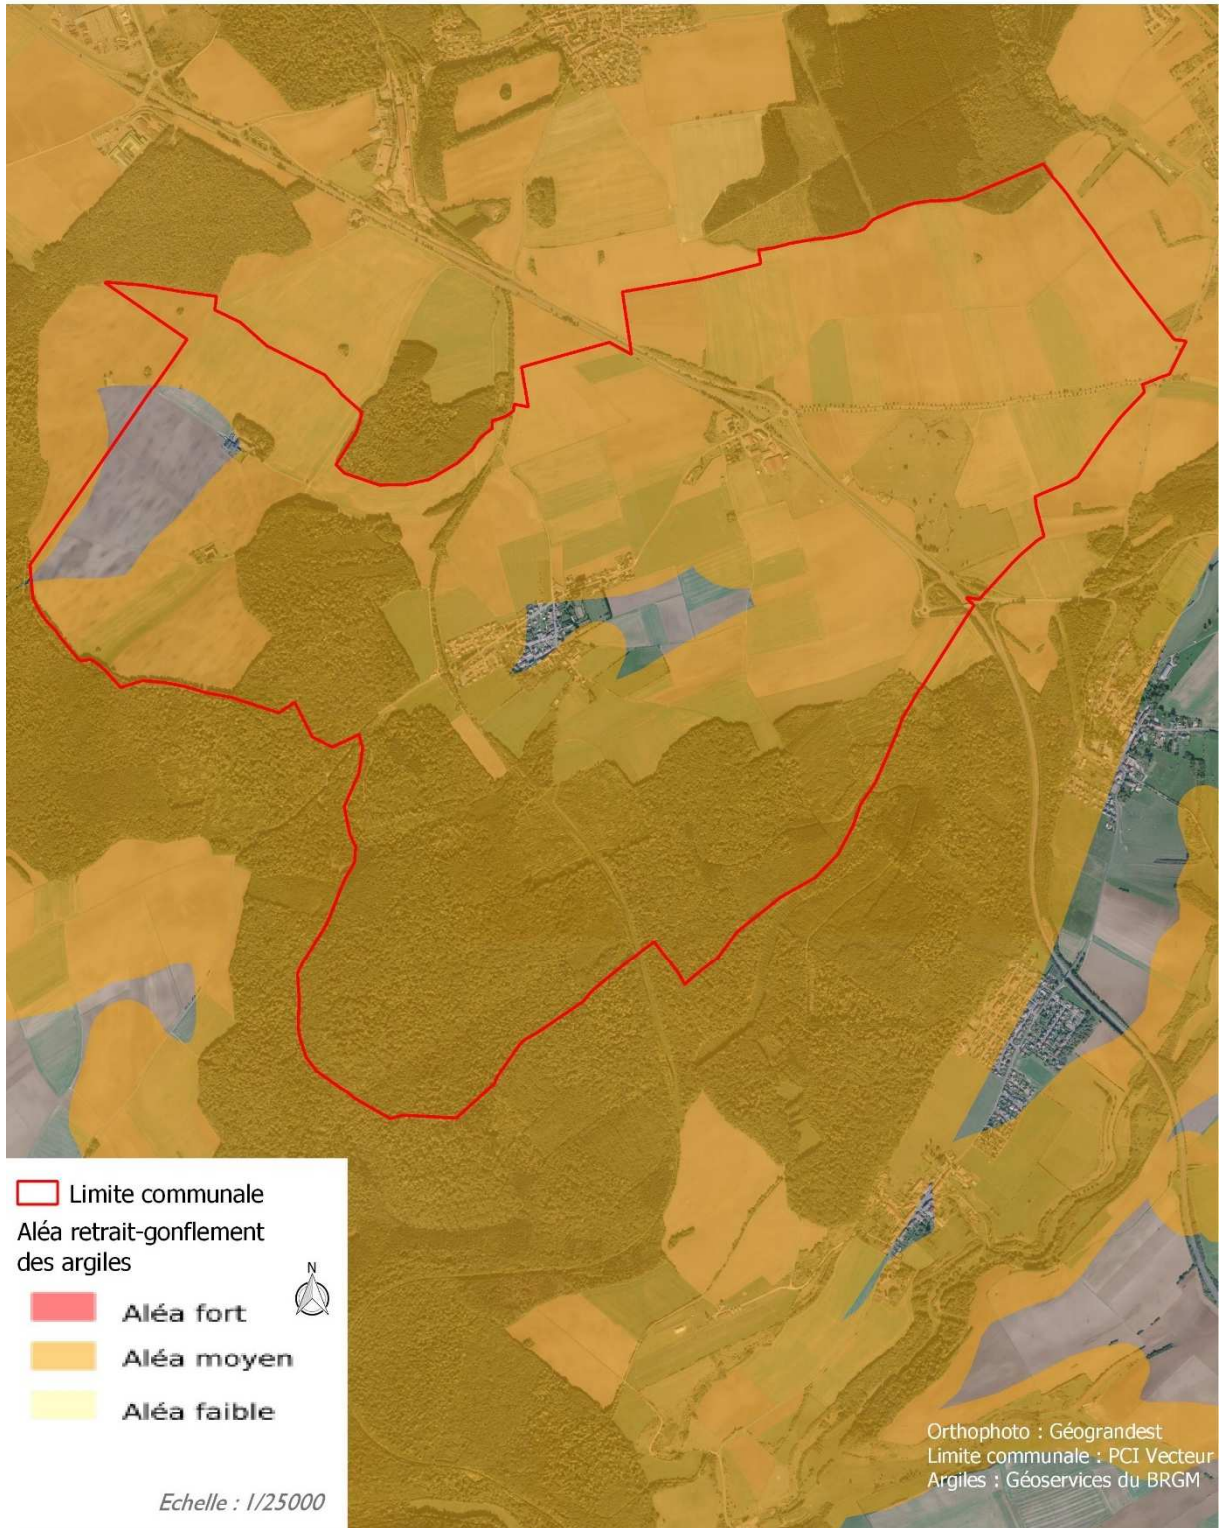 Limite communale
Aléa retrait-gonflement
des argiles
N
Aléa fort
Aléa moyen
Aléa faible
Echelle : 1/25000
Orthophoto : Géograndest
Limite communale : PCI Vecteur
Argiles : Géoservices du BRGM